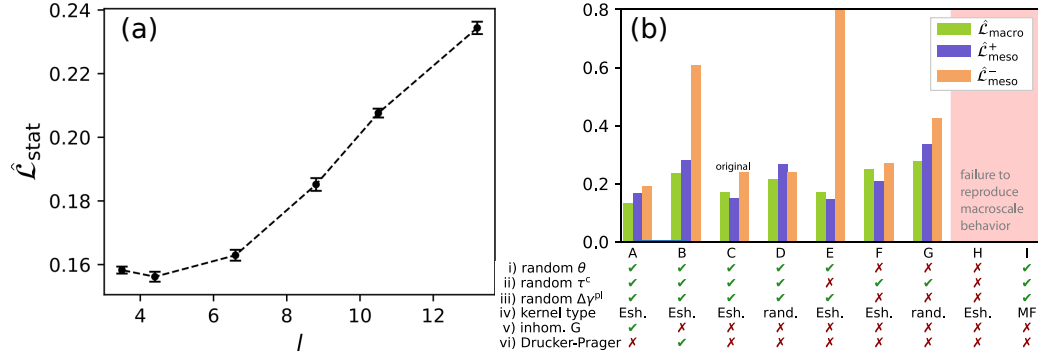 (a)
0.24
0.22
0.20
0.18
0.16
ℒ̂stat
4 6 8 10 12
l
(b)
0.8
0.6
0.4
0.2
0.0
ℒ̂macro
ℒ̂⁺meso
ℒ̂⁻meso
original
failure to
reproduce
macroscale
behavior
A B C D E F G H I
i) random θ ✓ ✓ ✓ ✓ ✓ ✗ ✗ ✗ ✓
ii) random τᶜ ✓ ✓ ✓ ✓ ✗ ✓ ✓ ✗ ✓
iii) random Δγᵖˡ ✓ ✓ ✓ ✓ ✓ ✗ ✗ ✗ ✓
iv) kernel type Esh. Esh. Esh. rand. Esh. Esh. rand. Esh. MF
v) inhom. G ✓ ✗ ✗ ✗ ✗ ✗ ✗ ✗ ✗
vi) Drucker-Prager ✗ ✓ ✗ ✗ ✗ ✗ ✗ ✗ ✗